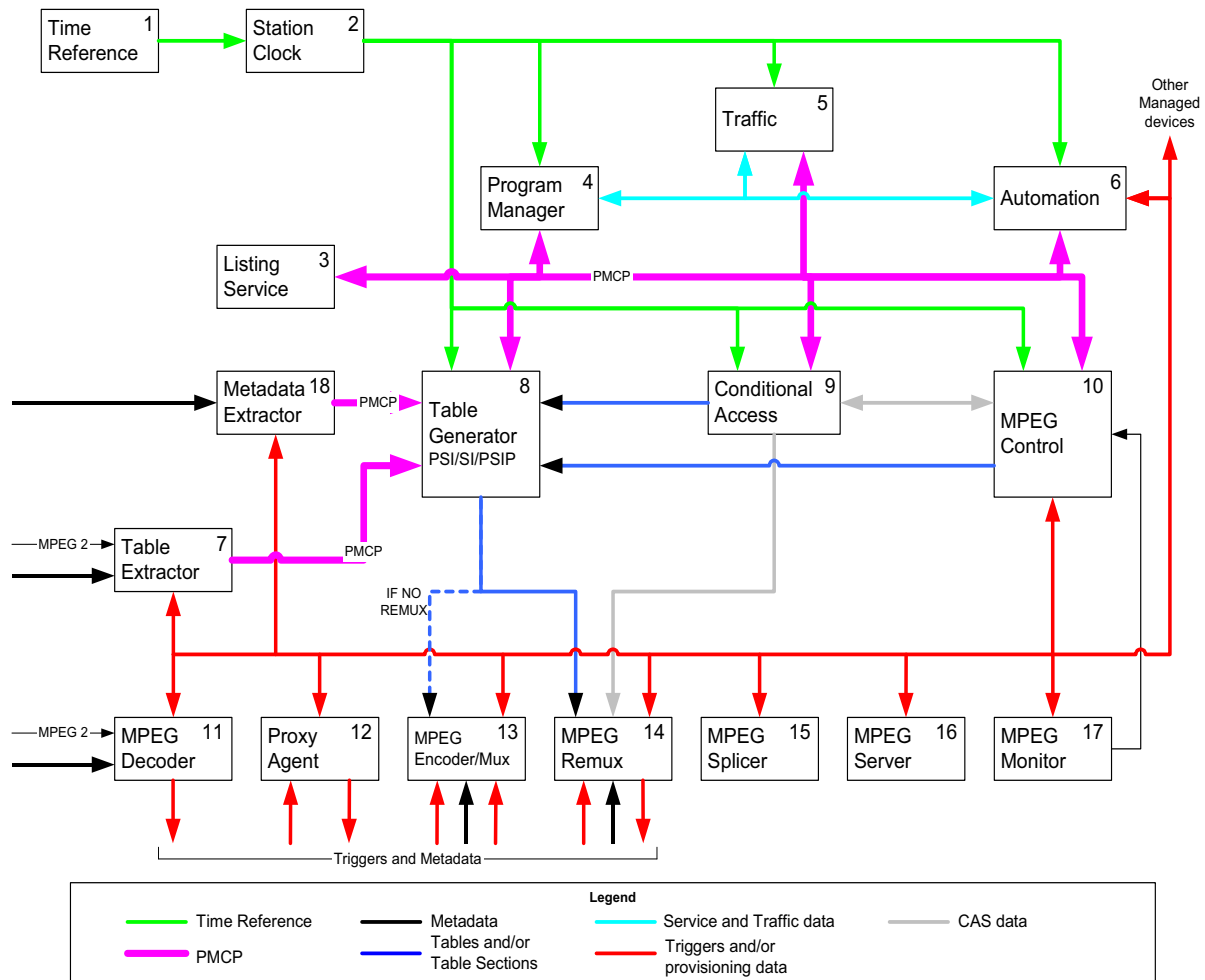 Time 1
Reference
Station 2
Clock
Other
Managed
devices
5
Traffic
Program 4
Manager
6
Automation
Listing 3
Service
PMCP
Metadata 18
Extractor
PMCP
8
Table
Generator
PSI/SI/PSIP
Conditional 9
Access
10
MPEG
Control
MPEG 2
Table 7
Extractor
PMCP
IF NO
REMUX
MPEG 2
MPEG 11
Decoder
Proxy 12
Agent
MPEG 13
Encoder/Mux
MPEG 14
Remux
MPEG 15
Splicer
MPEG 16
Server
MPEG 17
Monitor
Triggers and Metadata
Legend
Time Reference
Metadata
Service and Traffic data
CAS data
PMCP
Tables and/or
Table Sections
Triggers and/or
provisioning data